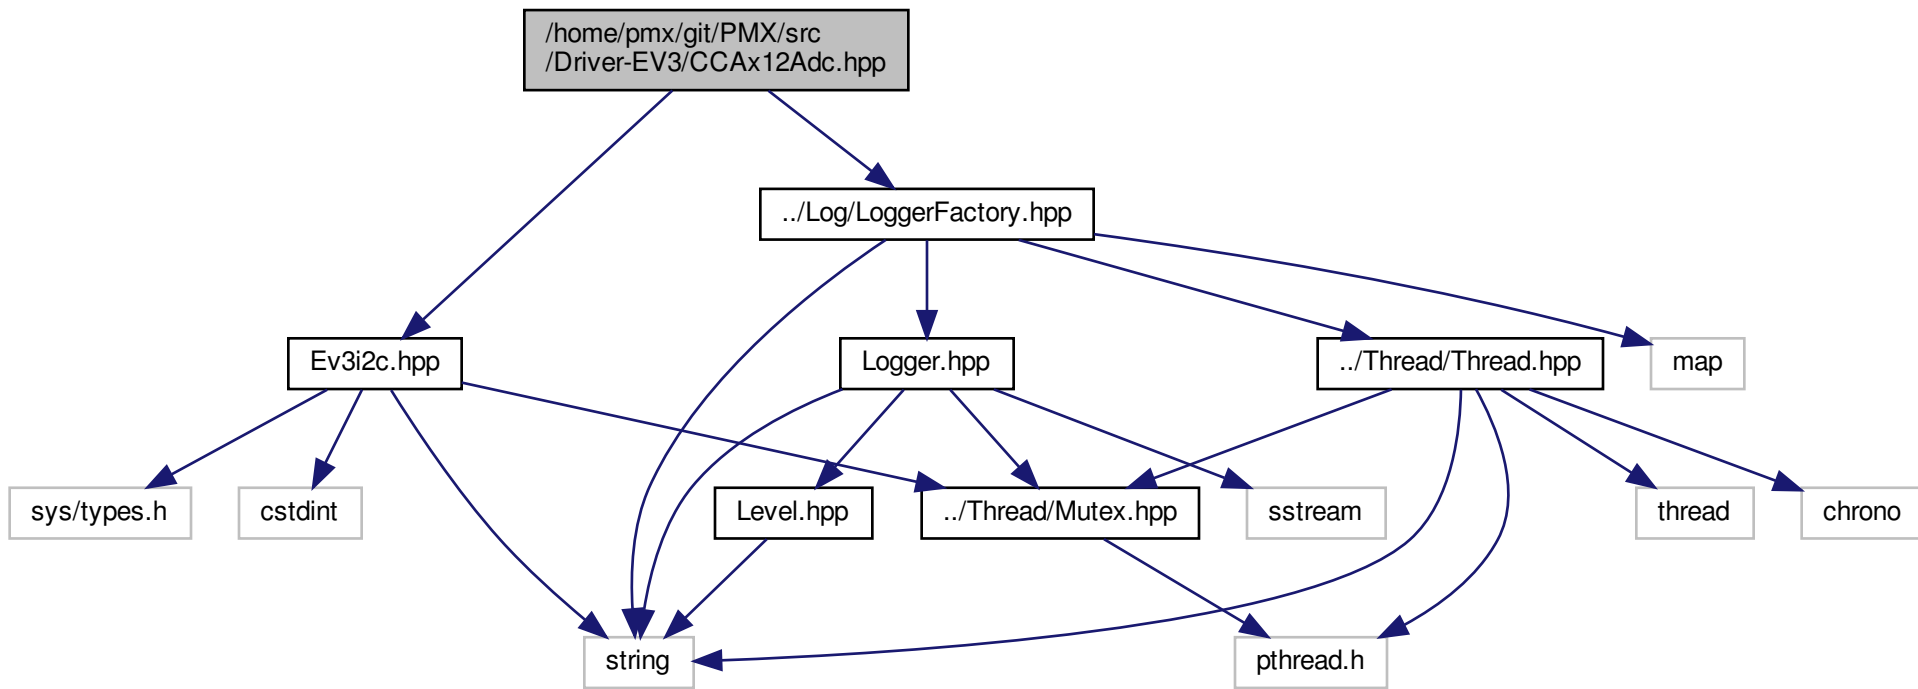 /home/pmx/git/PMX/src
/Driver-EV3/CCAx12Adc.hpp
../Log/LoggerFactory.hpp
Ev3i2c.hpp
Logger.hpp
../Thread/Thread.hpp
map
sys/types.h
cstdint
Level.hpp
../Thread/Mutex.hpp
sstream
thread
chrono
string
pthread.h